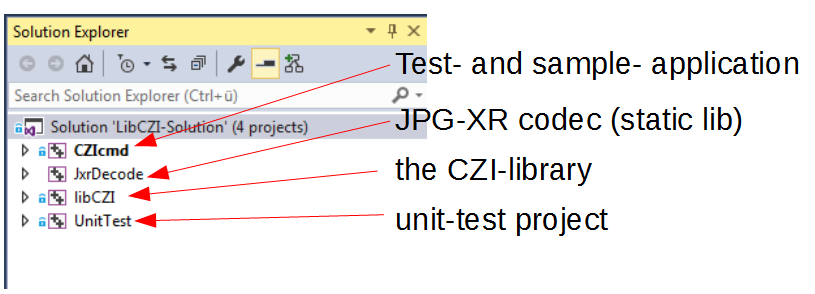 Solution Explorer
Test- and sample- application
Search Solution Explorer (Ctrl+ü)
Solution 'LibCZI-Solution' (4 projects)
JPG-XR codec (static lib)
CZIcmd
JxrDecode
the CZI-library
libCZI
UnitTest
unit-test project